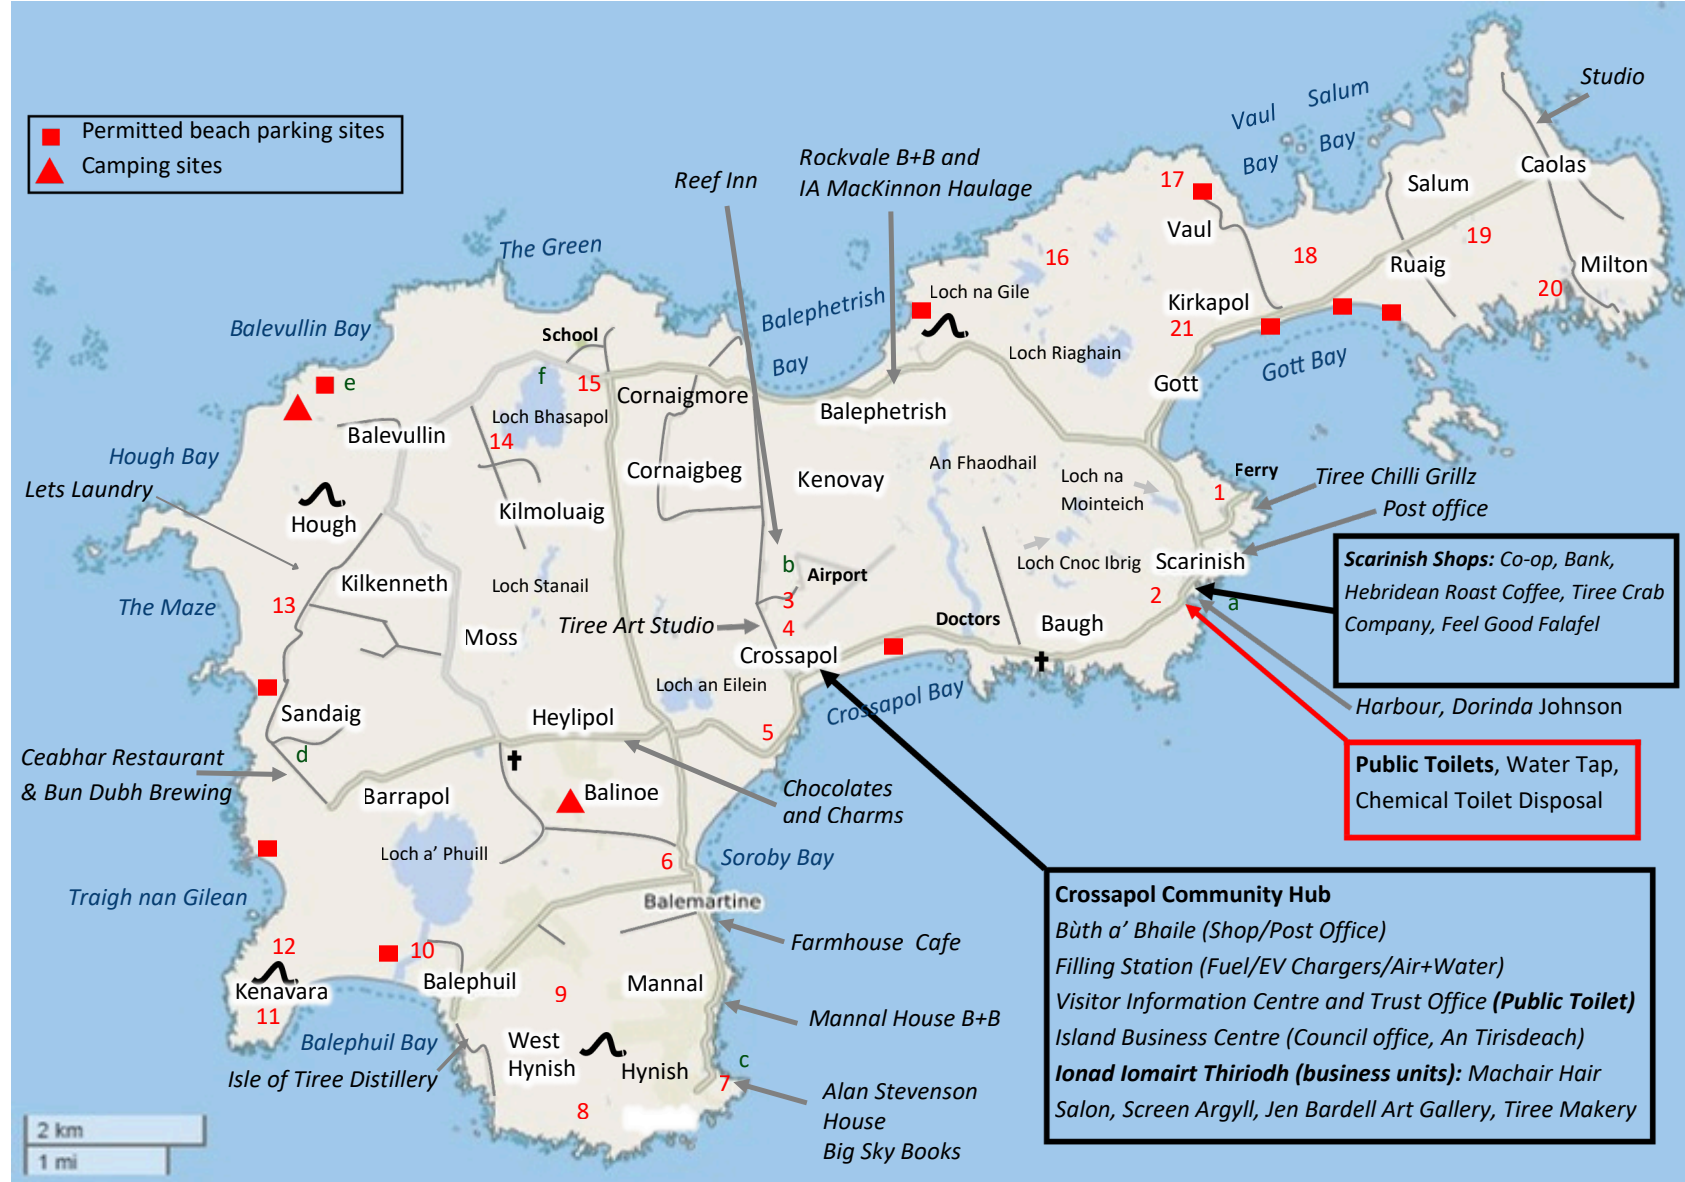 Permitted beach parking sites
Camping sites
Studio
Salum
Bay
Vaul
Bay
Rockvale B+B and
IA MacKinnon Haulage
Reef Inn
17
Caolas
Salum
Vaul
19
18
16
Ruaig
Milton
20
The Green
Balephetrish
Bay
Loch na Gile
Kirkapol
21
Balevullin Bay
School
Loch Riaghain
Gott Bay
Gott
e
f
15
Cornaigmore
Balephetrish
Loch Bhasapol
14
Balevullin
Hough Bay
Lets Laundry
Cornaigbeg
Kenovay
An Fhaodhail
Loch na
Mointeich
Ferry
1
Tiree Chilli Grillz
Post office
Hough
Kilmoluaig
Scarinish
Loch Cnoc Ibrig
b
Airport
3
4
Kilkenneth
Loch Stanail
The Maze
13
2
a
Scarinish Shops: Co-op, Bank,
Hebridean Roast Coffee, Tiree Crab
Company, Feel Good Falafel
Tiree Art Studio
Moss
Doctors
Baugh
Crossapol
Loch an Eilein
Crossapol Bay
Harbour, Dorinda Johnson
Sandaig
Heylipol
5
d
Ceabhar Restaurant
& Bun Dubh Brewing
Public Toilets, Water Tap,
Chemical Toilet Disposal
Barrapol
Balinoe
Chocolates
and Charms
Loch a' Phuill
6
Soroby Bay
Traigh nan Gilean
Balemartine
Farmhouse Cafe
12
10
Kenavara
11
Balephuil
9
Mannal
Mannal House B+B
Balephuil Bay
West
Hynish
Hynish
c
7
Isle of Tiree Distillery
8
Alan Stevenson
House
Big Sky Books
Crossapol Community Hub
Bùth a' Bhaile (Shop/Post Office)
Filling Station (Fuel/EV Chargers/Air+Water)
Visitor Information Centre and Trust Office (Public Toilet)
Island Business Centre (Council office, An Tirisdeach)
Ionad Iomairt Thiriodh (business units): Machair Hair
Salon, Screen Argyll, Jen Bardell Art Gallery, Tiree Makery
2 km
1 mi